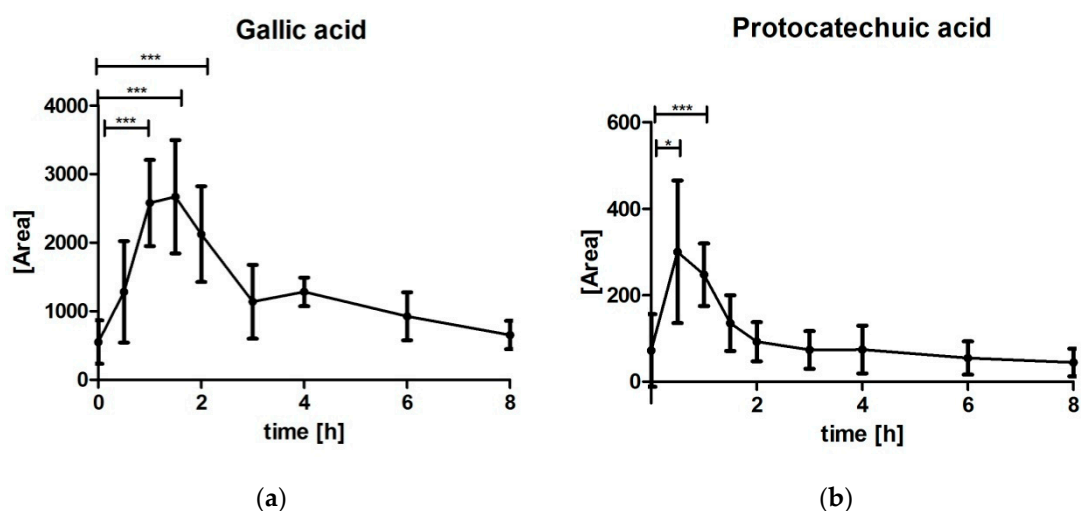 Gallic acid
***
***
***
4000
3000
2000
1000
0
[Area]
0 2 4 6 8
time [h]
(a)
Protocatechuic acid
***
*
600
400
200
0
[Area]
2 4 6 8
time [h]
(b)